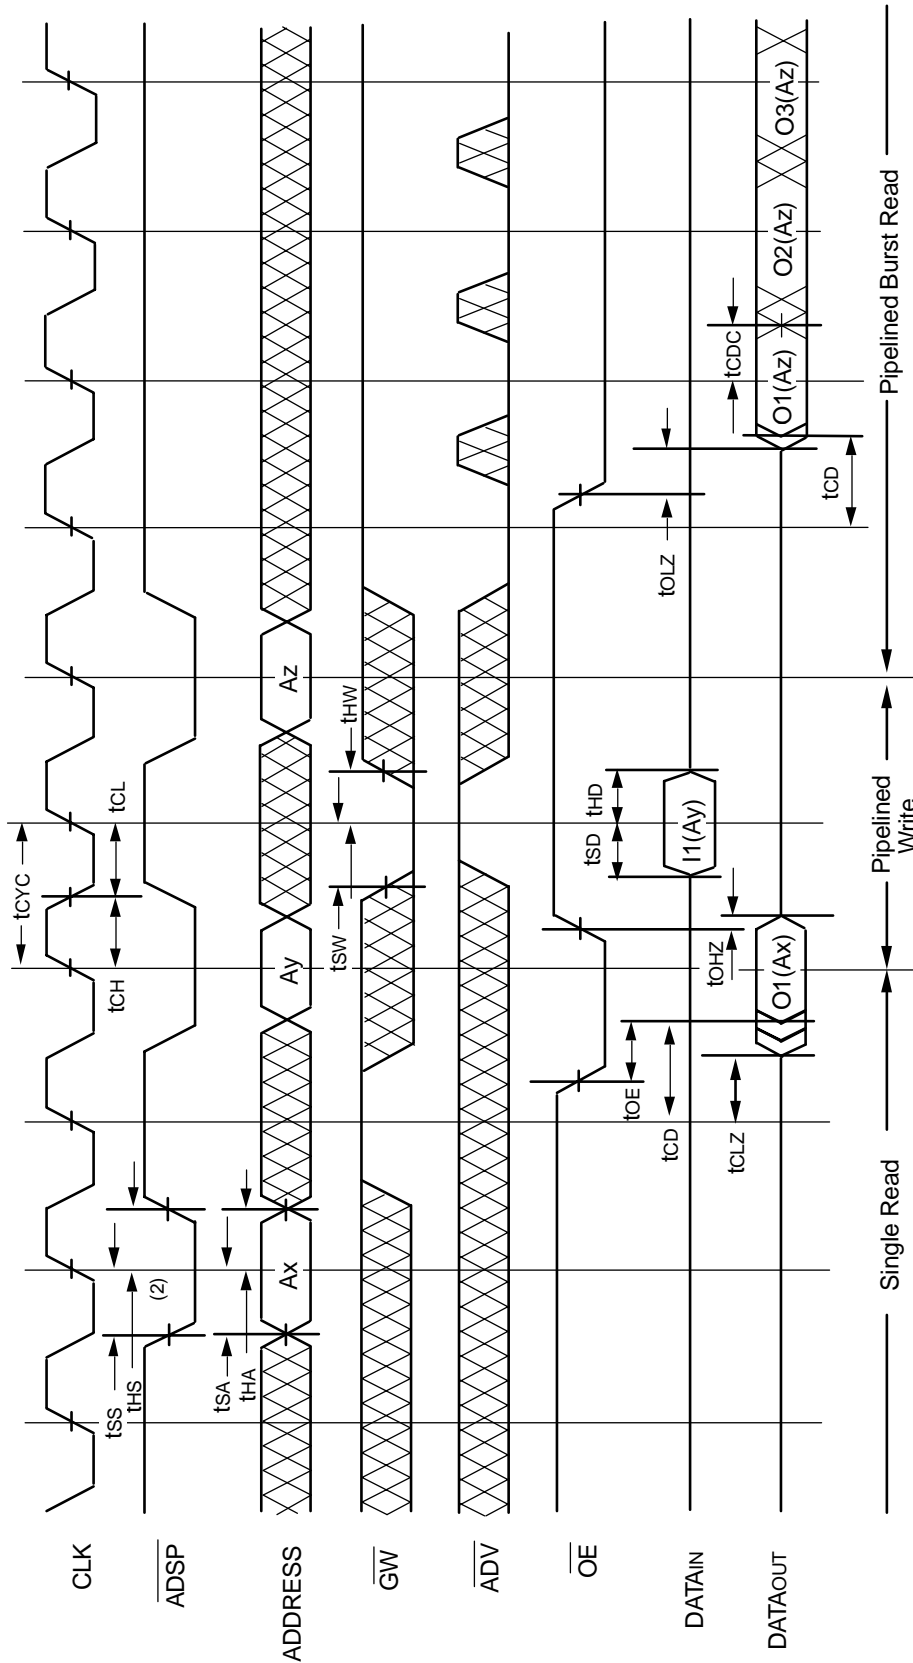 CLK
tCYC
tCH
tCL
ADSP
tSS
tHS
(2)
ADDRESS
tSA
tHA
Ax
Ay
Az
GW
tSW
tHW
ADV
OE
DATAIN
tOE
tCD
tOHZ
tSD
tHD
I1(Ay)
tOLZ
DATAOUT
tCLZ
O1(Ax)
tCD
tCDC
O1(Az)
O2(Az)
O3(Az)
Single Read
Pipelined
Write
Pipelined Burst Read